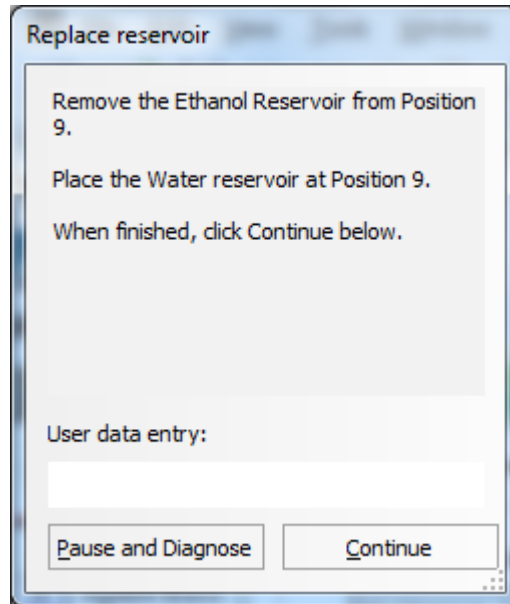 Replace reservoir
Remove the Ethanol Reservoir from Position
9.
Place the Water reservoir at Position 9.
When finished, click Continue below.
User data entry:
Pause and Diagnose
Continue